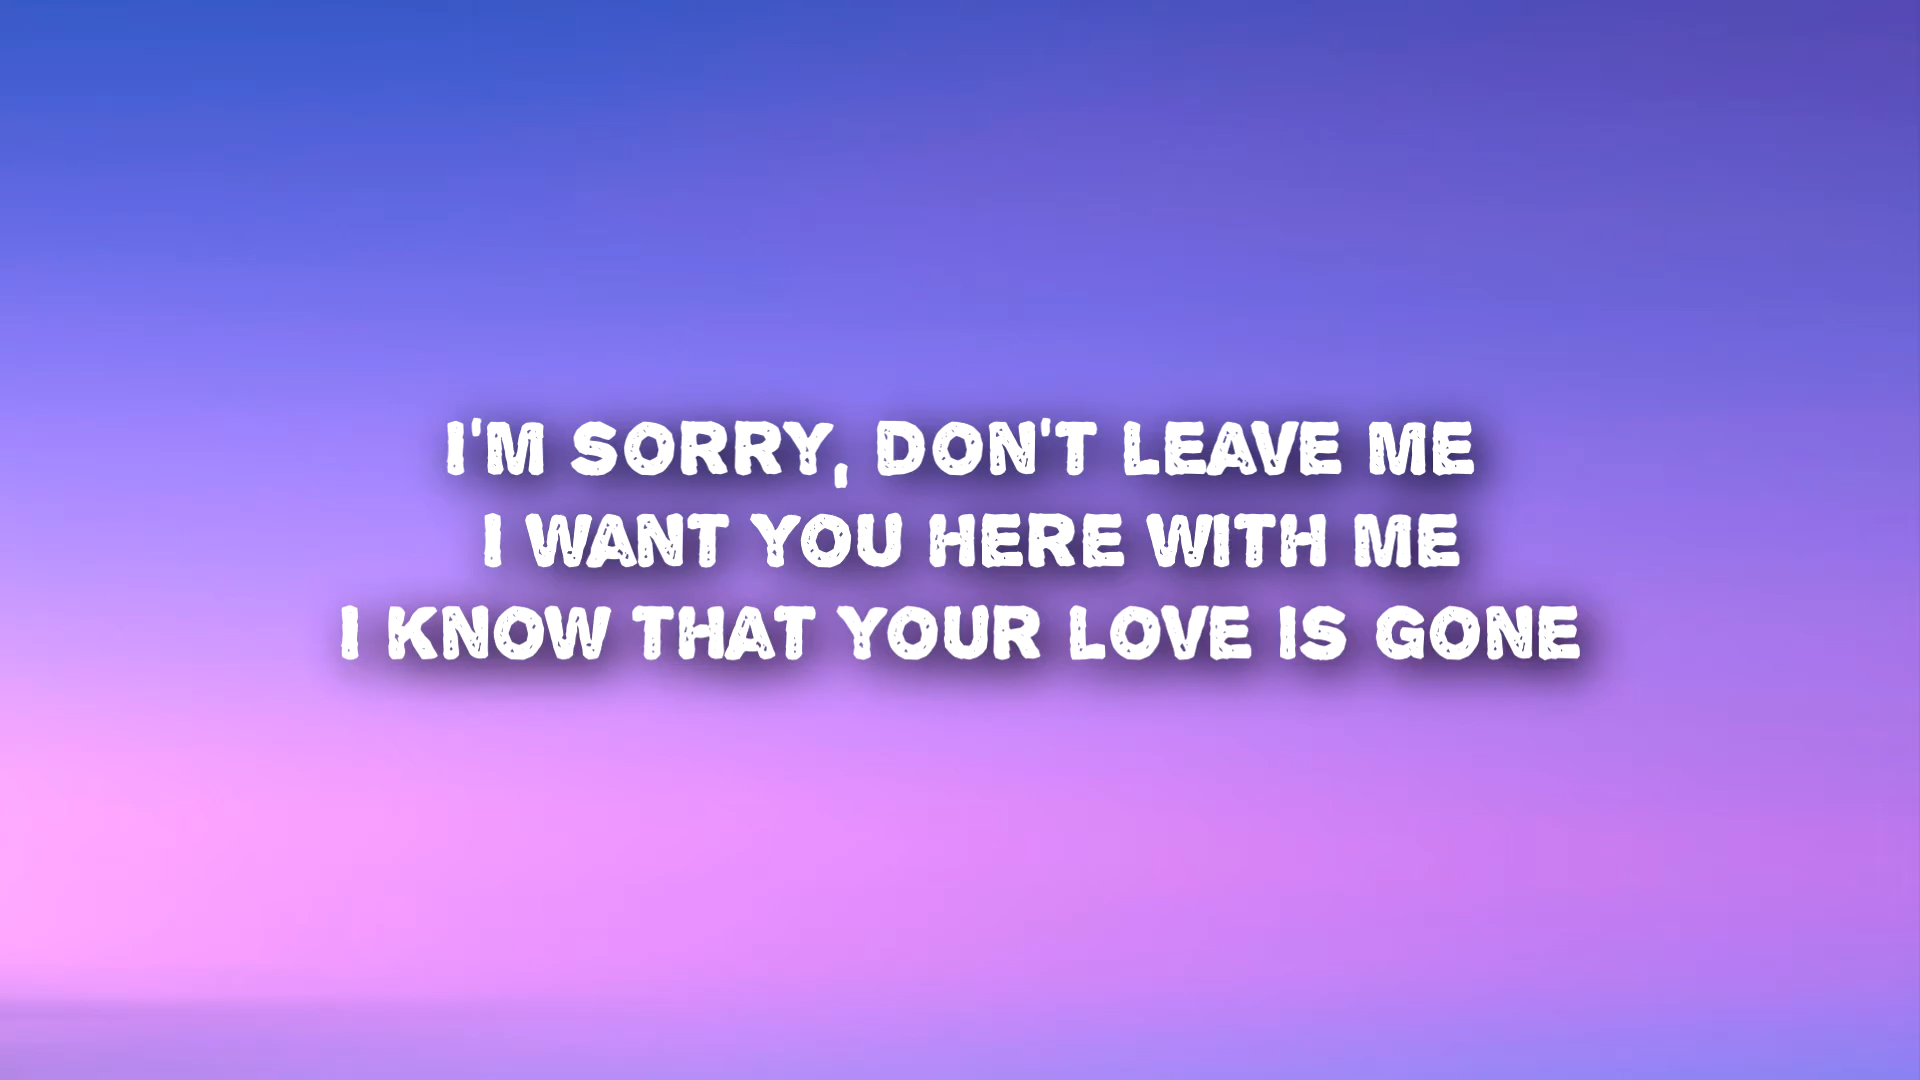 I'M SORRY, DON'T LEAVE ME
I WANT YOU HERE WITH ME
I KNOW THAT YOUR LOVE IS GONE